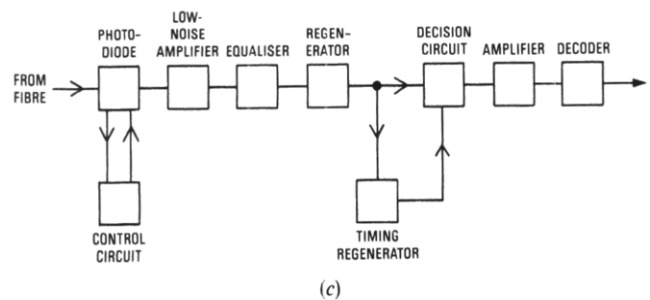 FROM
FIBRE
PHOTO-
DIODE
LOW-
NOISE
AMPLIFIER
EQUALISER
REGEN-
ERATOR
DECISION
CIRCUIT
AMPLIFIER
DECODER
CONTROL
CIRCUIT
TIMING
REGENERATOR
(c)